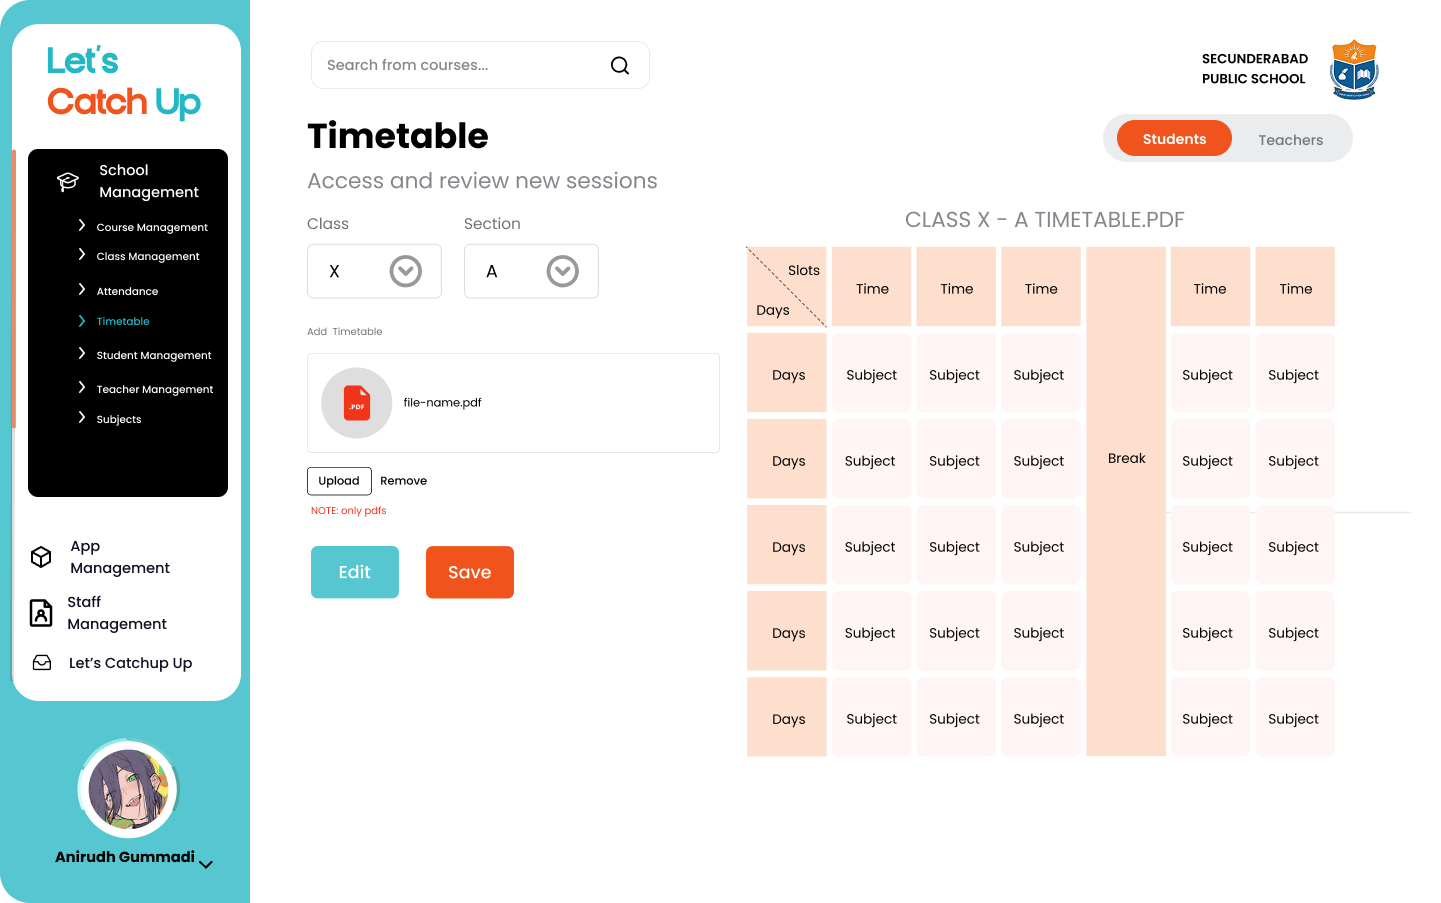 Let's
Catch Up
School
Management
Course Management
Class Management
Attendance
Timetable
Student Management
Teacher Management
Subjects
App
Management
Staff
Management
Let's Catchup Up
Anirudh Gummadi
Search from courses...
SECUNDERABAD
PUBLIC SCHOOL
Timetable
Students Teachers
Access and review new sessions
Class Section
X A
Add Timetable
.PDF file-name.pdf
Upload Remove
NOTE: only pdfs
Edit Save
CLASS X - A TIMETABLE.PDF
Slots
Days Time Time Time Time Time
Days Subject Subject Subject Subject Subject
Days Subject Subject Subject Break Subject Subject
Days Subject Subject Subject Subject Subject
Days Subject Subject Subject Subject Subject
Days Subject Subject Subject Subject Subject